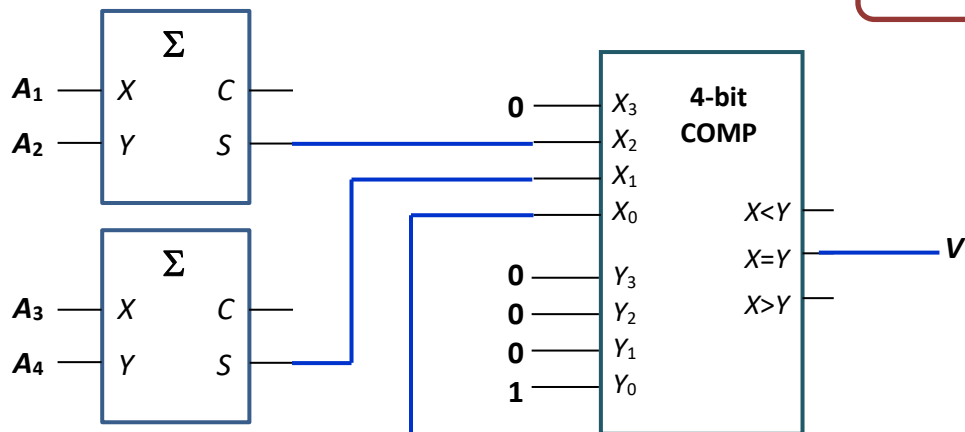 Σ
A₁ X C
A₂ Y S
Σ
A₃ X C
A₄ Y S
4-bit
COMP
0 X₃
X₂
X₁
X₀
0 Y₃
0 Y₂
0 Y₁
1 Y₀
X<Y
X=Y
X>Y
V